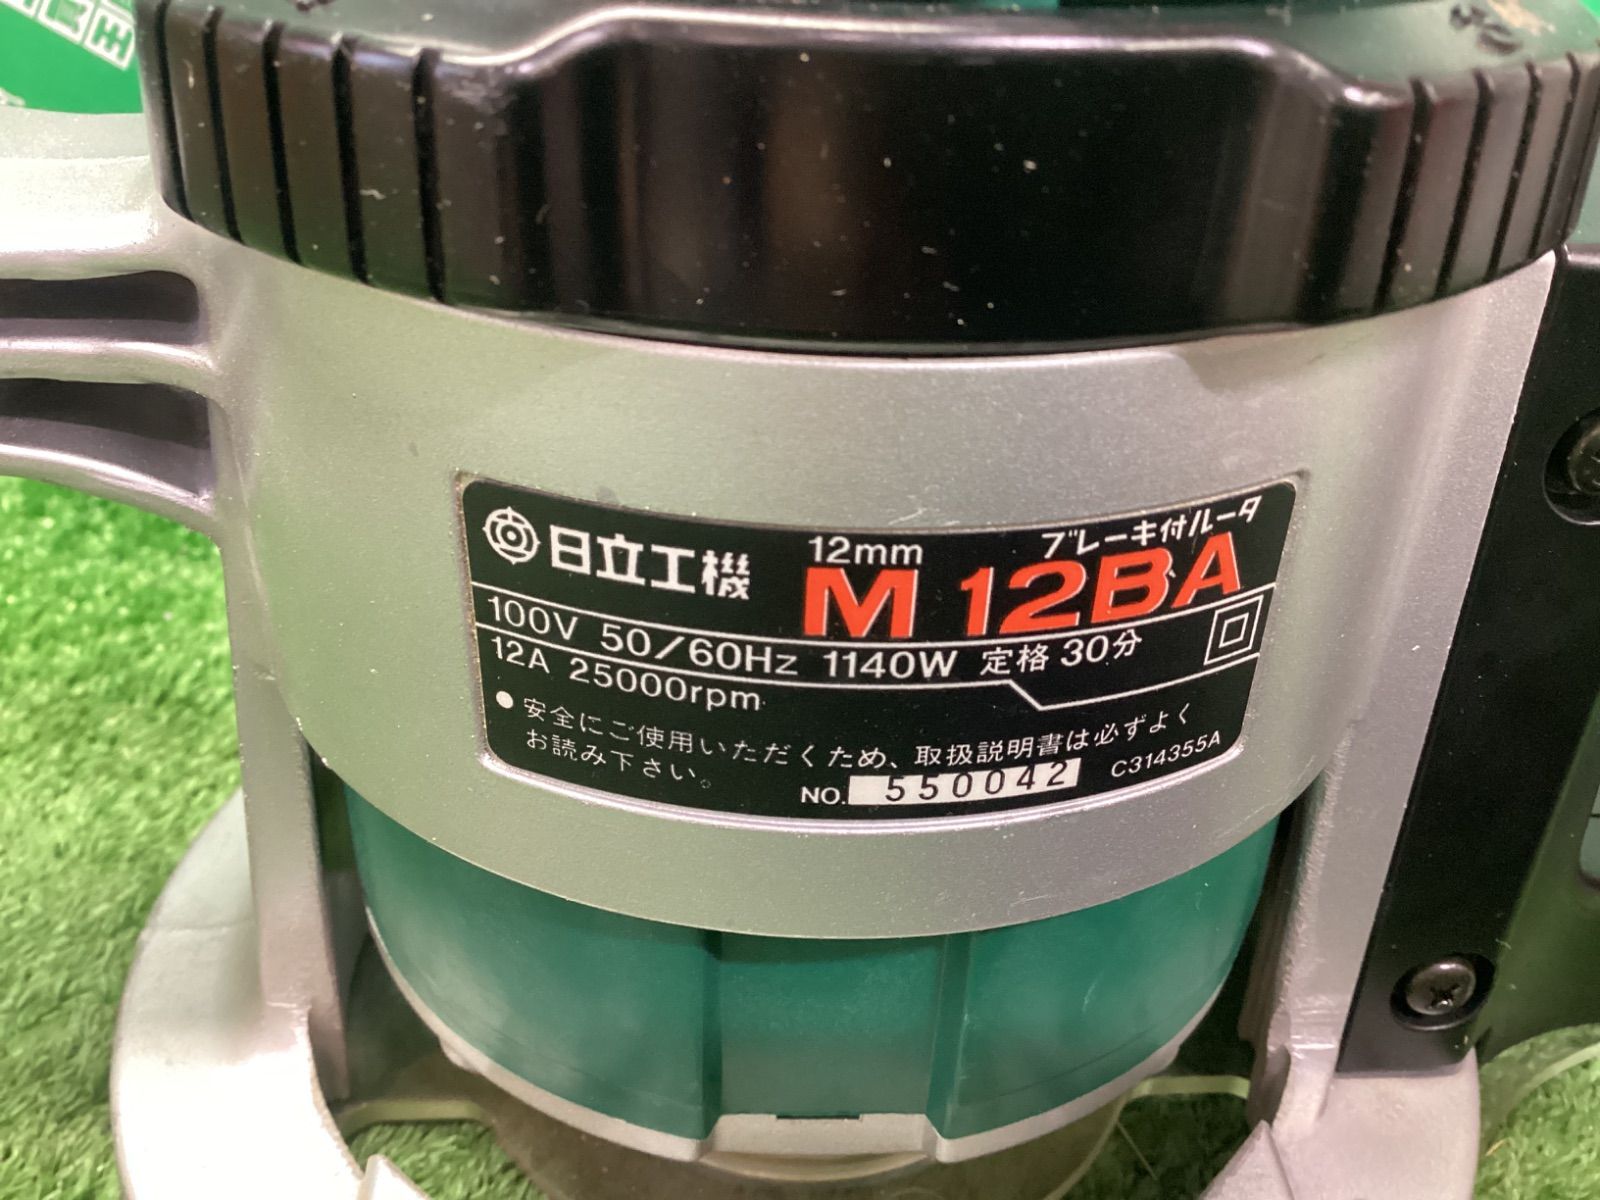 日立工機 12mm ブレーキ付ルータ
M 12BA
100V 50/60Hz 1140W 定格 30分
12A 25000rpm
● 安全にご使用いただくため、取扱説明書は必ずよく
お読み下さい。
NO. 550042 C314355A